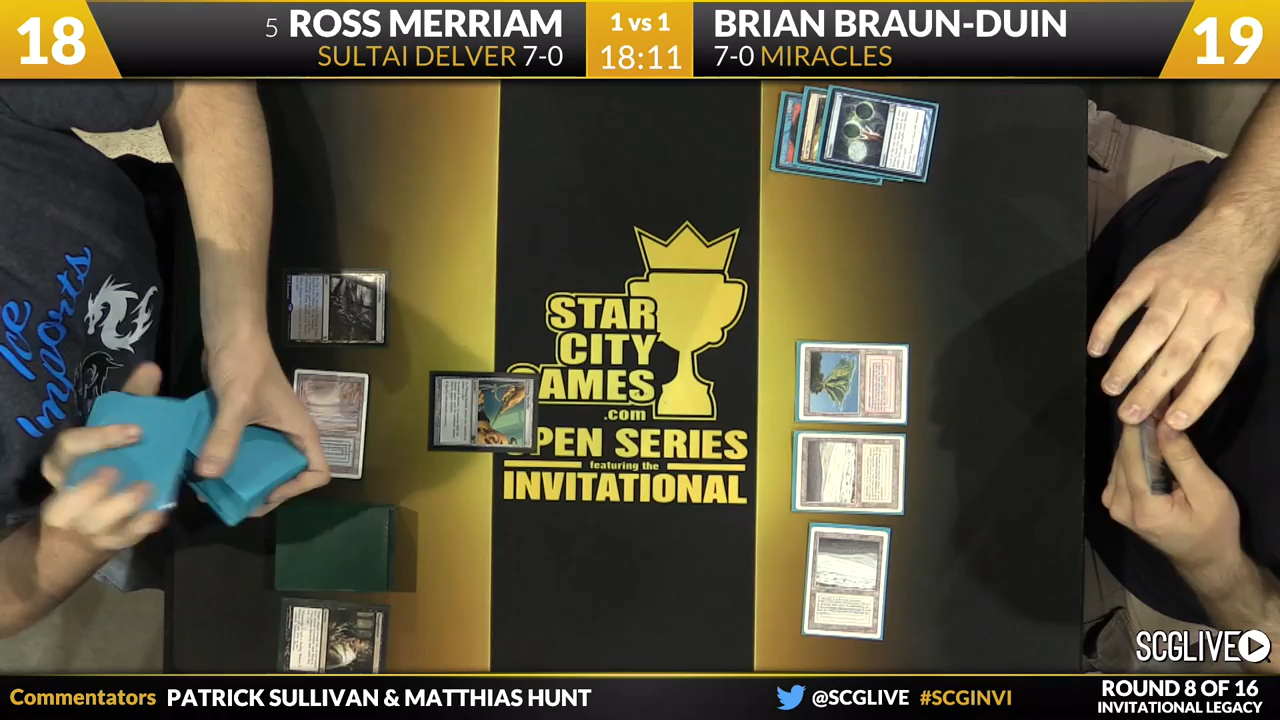 18
5 ROSS MERRIAM
SULTAI DELVER 7-0
1 vs 1
18:11
BRIAN BRAUN-DUIN
7-0 MIRACLES
19
Ice
Imports
STAR
CITY
GAMES
.com
OPEN SERIES
featuring the
INVITATIONAL
SCGLIVE
Commentators PATRICK SULLIVAN & MATTHIAS HUNT
@SCGLIVE #SCGINVI
ROUND 8 OF 16
INVITATIONAL LEGACY